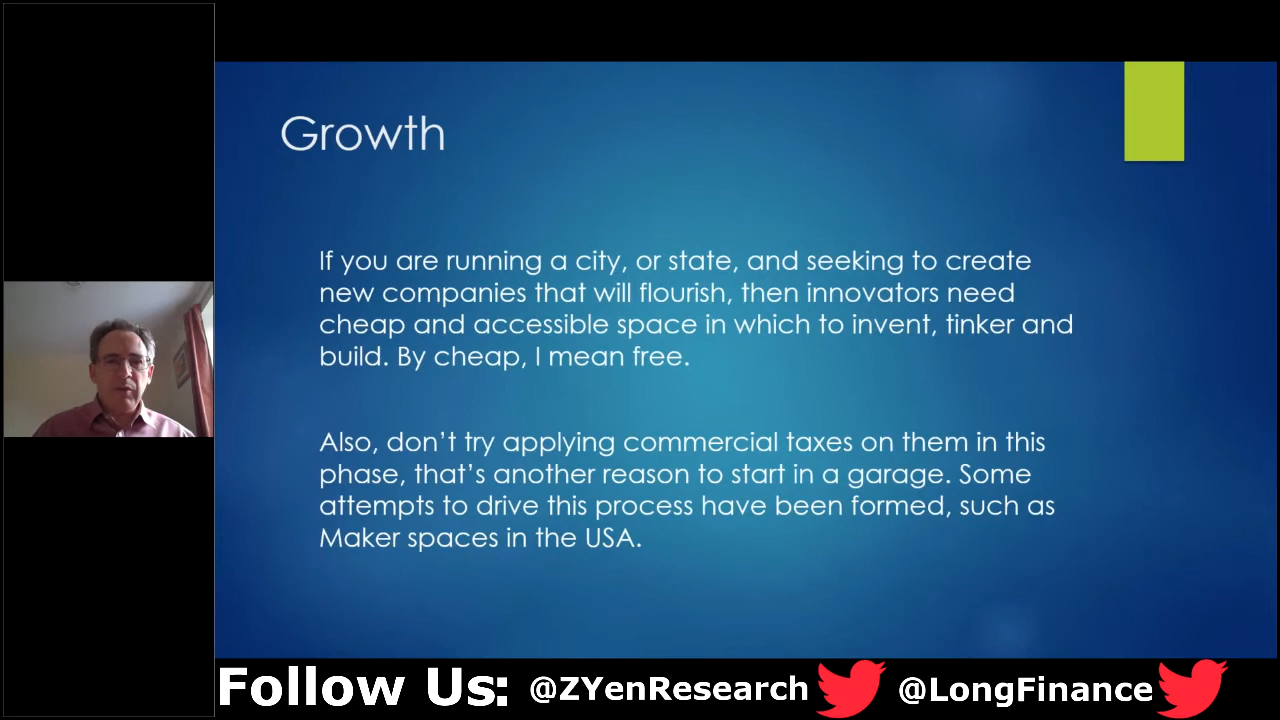 Growth
If you are running a city, or state, and seeking to create
new companies that will flourish, then innovators need
cheap and accessible space in which to invent, tinker and
build. By cheap, I mean free.
Also, don't try applying commercial taxes on them in this
phase, that's another reason to start in a garage. Some
attempts to drive this process have been formed, such as
Maker spaces in the USA.
Follow Us: @ZYenResearch @LongFinance